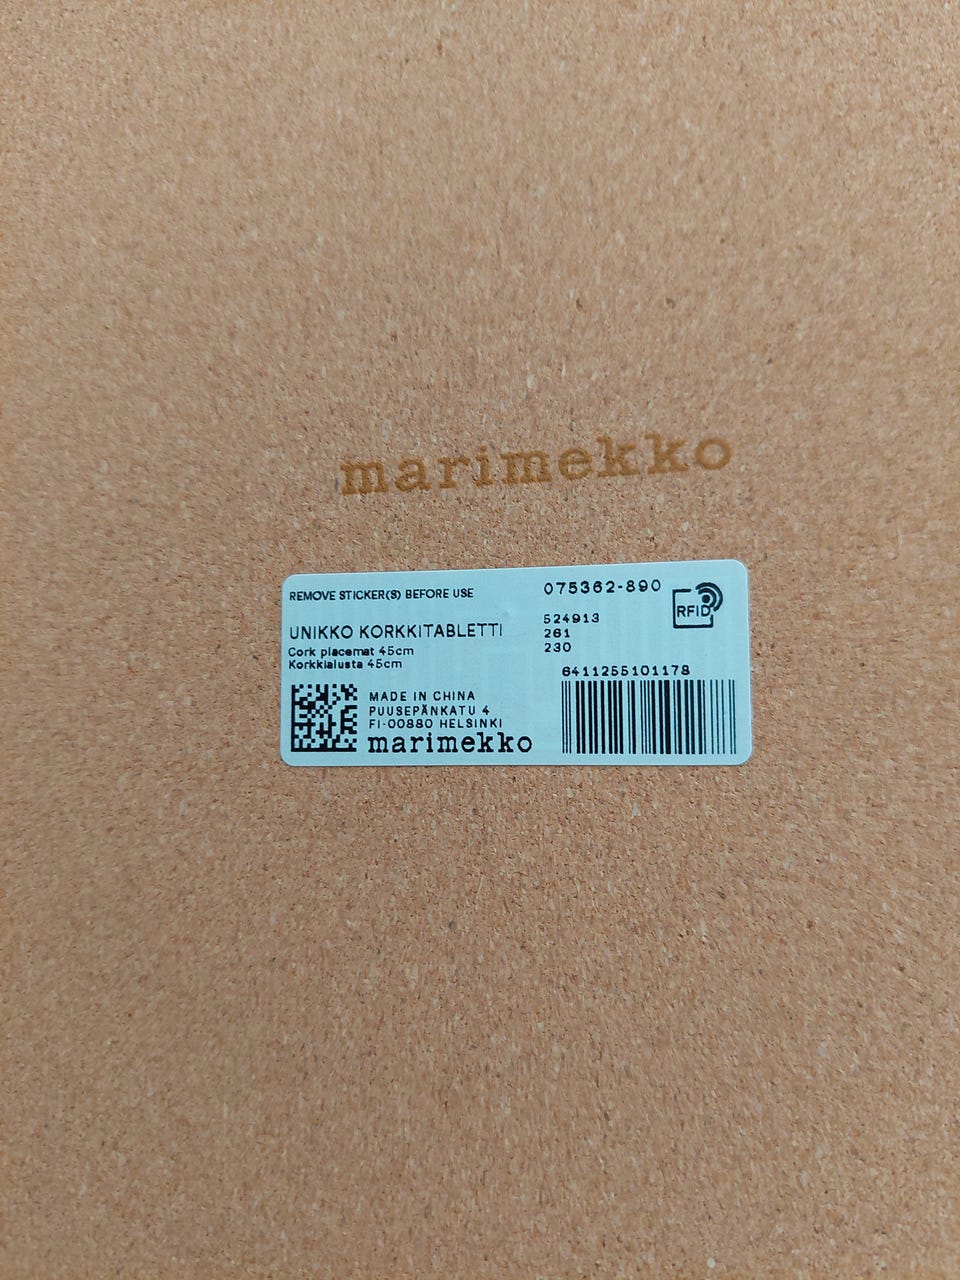 marimekko
REMOVE STICKER(S) BEFORE USE
075362-890
RFID
UNIKKO KORKKITABLETTI
Cork placemat 45cm
Korkkialusta 45cm
524913
261
230
6411255101178
MADE IN CHINA
PUUSEPÄNKATU 4
FI-00880 HELSINKI
marimekko